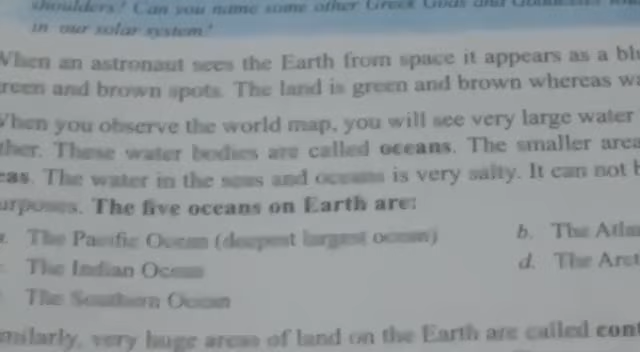 shoulders! Can you name some other Greek Gods and
in our solar system?
When an astronaut sees the Earth from space it appears as a blu
reen and brown spots. The land is green and brown whereas wa
When you observe the world map, you will see very large water
ther. These water bodies are called oceans. The smaller area
eas. The water in the seas and oceans is very salty. It can not b
urposes. The five oceans on Earth are:
The Pacific Ocean (deepest largest ocean)
b. The Atlan
The Indian Ocean
d. The Arct
The Southern Ocean
milarly, very huge areas of land on the Earth are called cont